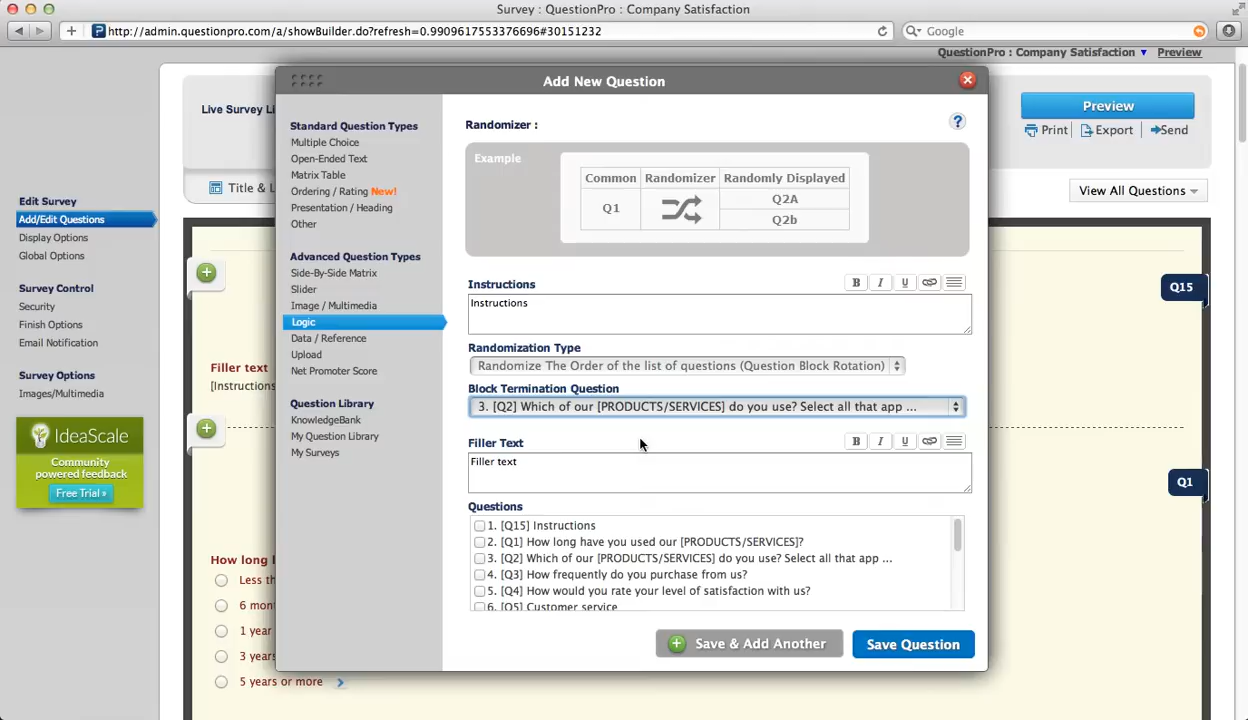 Survey : QuestionPro : Company Satisfaction
http://admin.questionpro.com/a/showBuilder.do?refresh=0.9909617553376696#30151232
Google
QuestionPro : Company Satisfaction ▼ Preview
Live Survey Li
Preview
Print | Export | Send
Title & L
View All Questions
Edit Survey
Add/Edit Questions
Display Options
Global Options
Survey Control
Security
Finish Options
Email Notification
Survey Options
Images/Multimedia
IdeaScale
Community
powered feedback
Free Trial »
Filler text
[Instructions
How long l
Less th
6 mon
1 year
3 years
5 years or more
Q15
Q1
Add New Question
Standard Question Types
Multiple Choice
Open-Ended Text
Matrix Table
Ordering / Rating New!
Presentation / Heading
Other
Advanced Question Types
Side-By-Side Matrix
Slider
Image / Multimedia
Logic
Data / Reference
Upload
Net Promoter Score
Question Library
KnowledgeBank
My Question Library
My Surveys
Randomizer :
?
Example
Common Randomizer Randomly Displayed
Q1
Q2A
Q2b
Instructions
B I U
Instructions
Randomization Type
Randomize The Order of the list of questions (Question Block Rotation)
Block Termination Question
3. [Q2] Which of our [PRODUCTS/SERVICES] do you use? Select all that app ...
Filler Text
B I U
Filler text
Questions
1. [Q15] Instructions
2. [Q1] How long have you used our [PRODUCTS/SERVICES]?
3. [Q2] Which of our [PRODUCTS/SERVICES] do you use? Select all that app ...
4. [Q3] How frequently do you purchase from us?
5. [Q4] How would you rate your level of satisfaction with us?
6. [Q5] Customer service
Save & Add Another
Save Question